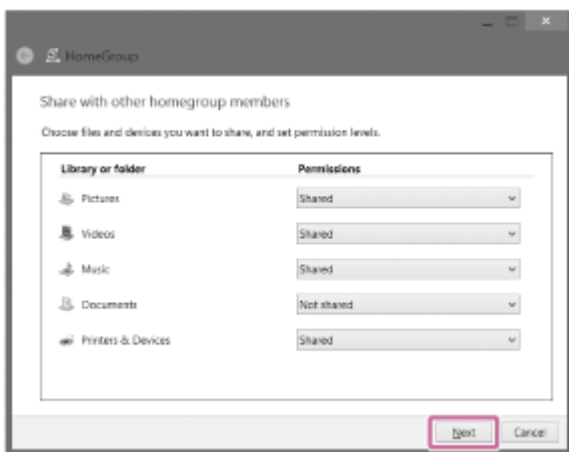 HomeGroup
Share with other homegroup members
Choose files and devices you want to share, and set permission levels.
Library or folder Permissions
Pictures Shared
Videos Shared
Music Shared
Documents Not shared
Printers & Devices Shared
Next Cancel